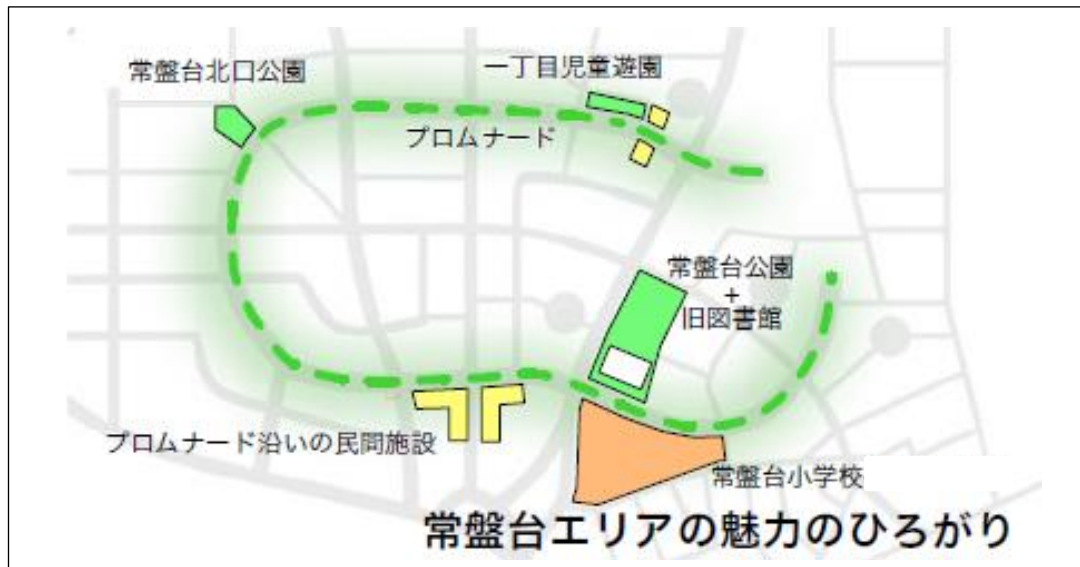 常盤台北口公園
一丁目児童遊園
プロムナード
常盤台公園
+
旧図書館
プロムナード沿いの民間施設
常盤台小学校
常盤台エリアの魅力のひろがり